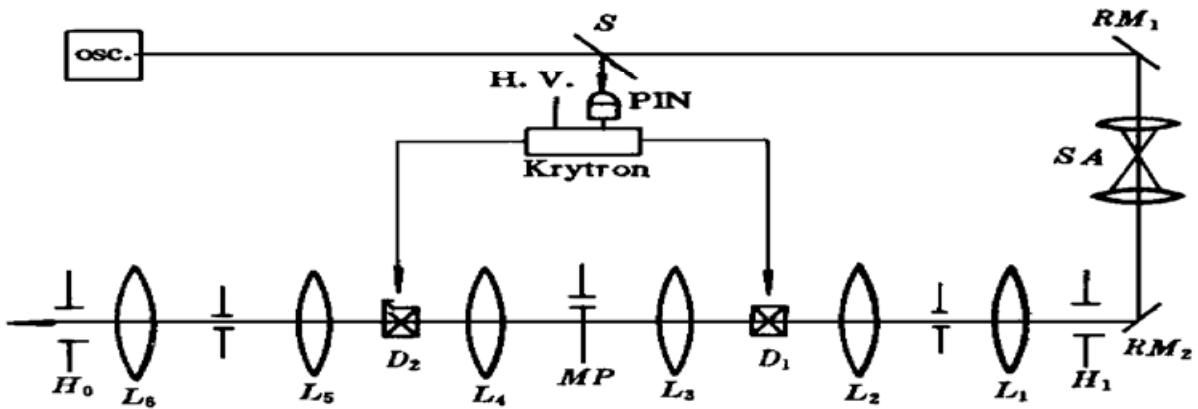 S
RM₁
OSC.
H. V.
PIN
SA
Krytron
H₀
L₆
L₅
D₂
L₄
MP
L₃
D₁
L₂
L₁
H₁
RM₂